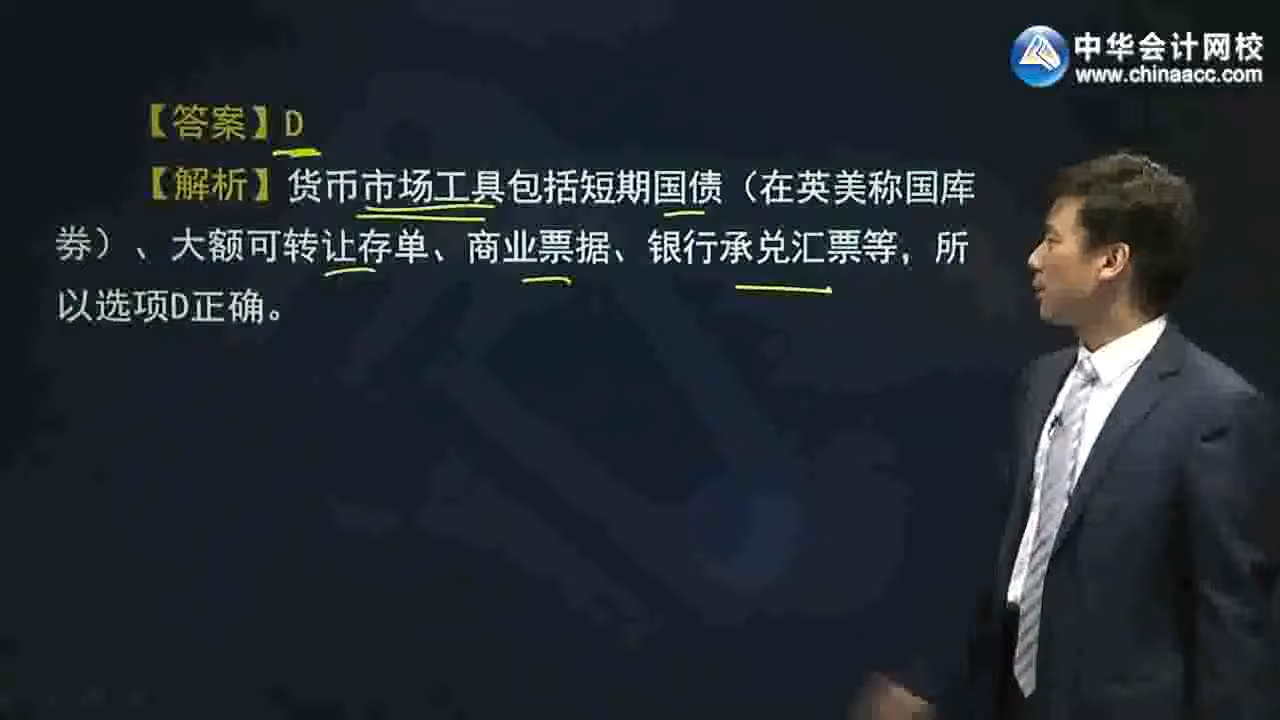 中华会计网校
www.chinaacc.com
【答案】D
【解析】货币市场工具包括短期国债（在英美称国库
券）、大额可转让存单、商业票据、银行承兑汇票等，所
以选项D正确。